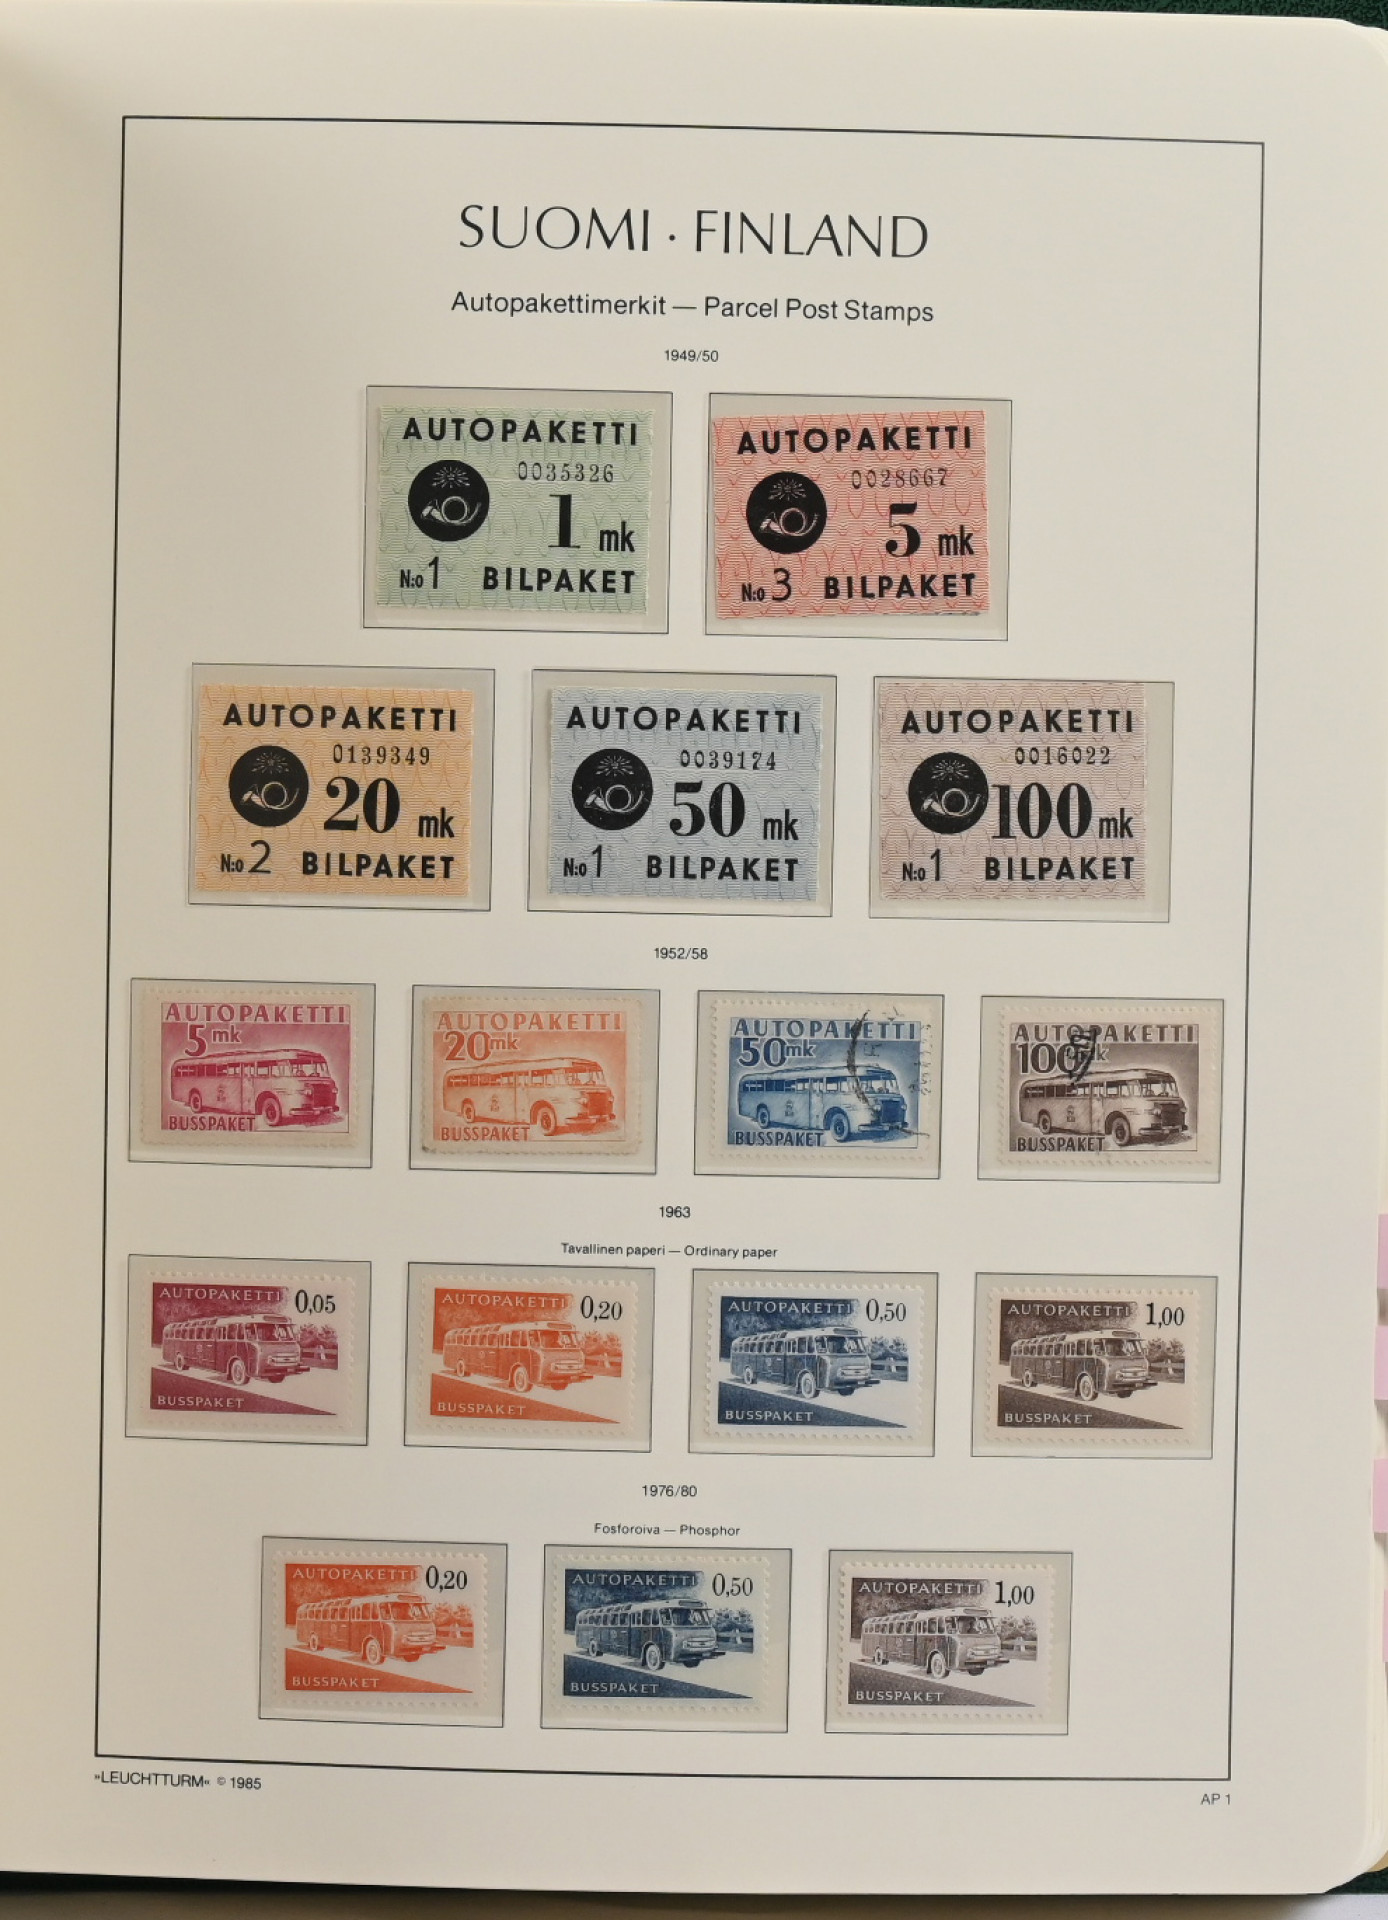 SUOMI · FINLAND
Autopakettimerkit — Parcel Post Stamps
1949/50
AUTOPAKETTI
0035326
1 mk
N:o 1 BILPAKET
AUTOPAKETTI
0028667
5 mk
N:o 3 BILPAKET
AUTOPAKETTI
0139349
20 mk
N:o 2 BILPAKET
AUTOPAKETTI
0039174
50 mk
N:o 1 BILPAKET
AUTOPAKETTI
0016022
100 mk
N:o 1 BILPAKET
1952/58
AUTOPAKETTI
5 mk
BUSSPAKET
AUTOPAKETTI
20 mk
BUSSPAKET
AUTOPAKETTI
50 mk
BUSSPAKET
AUTOPAKETTI
100 mk
BUSSPAKET
1963
Tavallinen paperi — Ordinary paper
AUTOPAKETTI 0,05
BUSSPAKET
AUTOPAKETTI 0,20
BUSSPAKET
AUTOPAKETTI 0,50
BUSSPAKET
AUTOPAKETTI 1,00
BUSSPAKET
1976/80
Fosforoiva — Phosphor
AUTOPAKETTI 0,20
BUSSPAKET
AUTOPAKETTI 0,50
BUSSPAKET
AUTOPAKETTI 1,00
BUSSPAKET
»LEUCHTTURM« © 1985
AP 1